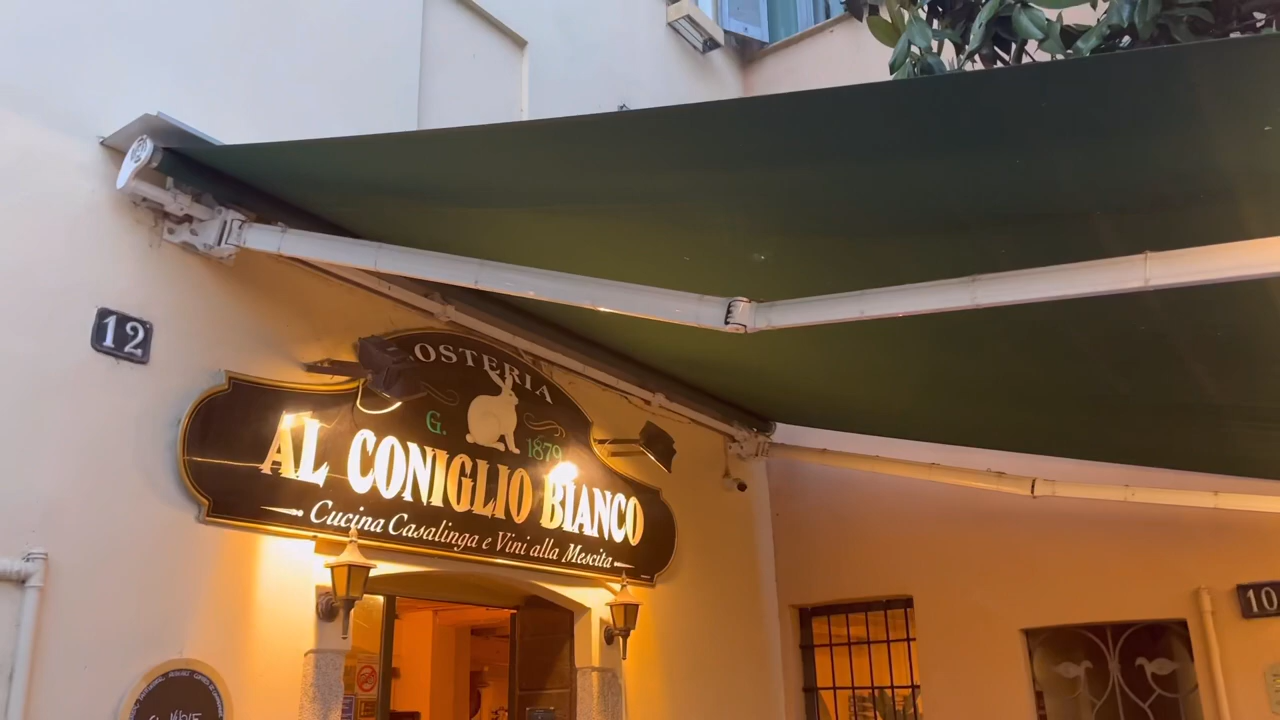 12
OSTERIA
G. 1879
AL CONIGLIO BIANCO
Cucina Casalinga e Vini alla Mescita
10